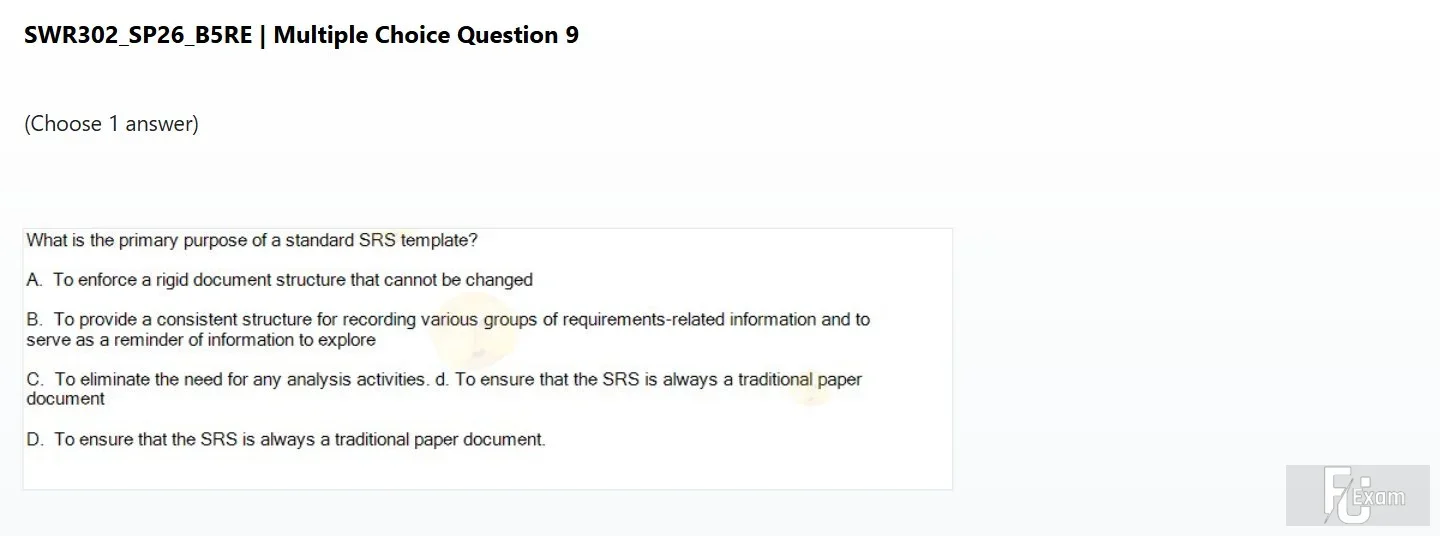 SWR302_SP26_B5RE | Multiple Choice Question 9
(Choose 1 answer)
What is the primary purpose of a standard SRS template?
A. To enforce a rigid document structure that cannot be changed
B. To provide a consistent structure for recording various groups of requirements-related information and to
serve as a reminder of information to explore
C. To eliminate the need for any analysis activities. d. To ensure that the SRS is always a traditional paper
document
D. To ensure that the SRS is always a traditional paper document.
FU Exam